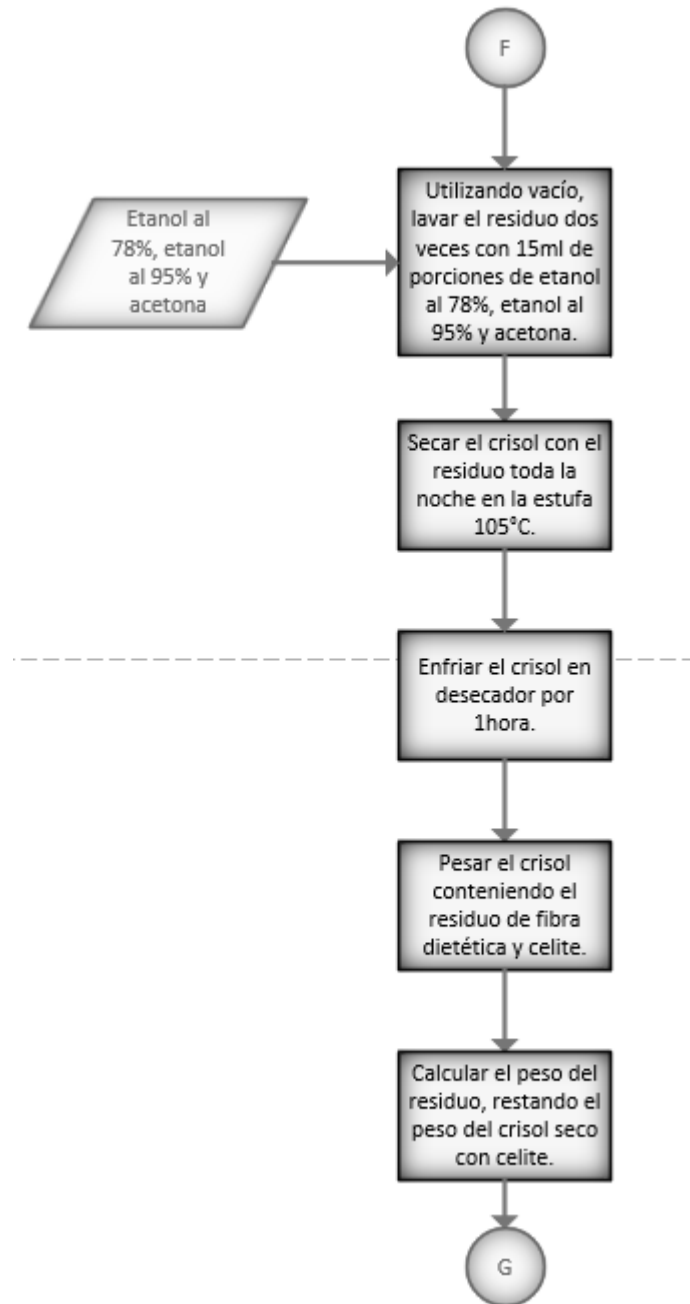 F
Utilizando vacío,
lavar el residuo dos
veces con 15ml de
porciones de etanol
al 78%, etanol al
95% y acetona.
Etanol al
78%, etanol
al 95% y
acetona
Secar el crisol con el
residuo toda la
noche en la estufa
105°C.
Enfriar el crisol en
desecador por
1hora.
Pesar el crisol
conteniendo el
residuo de fibra
dietética y celite.
Calcular el peso del
residuo, restando el
peso del crisol seco
con celite.
G